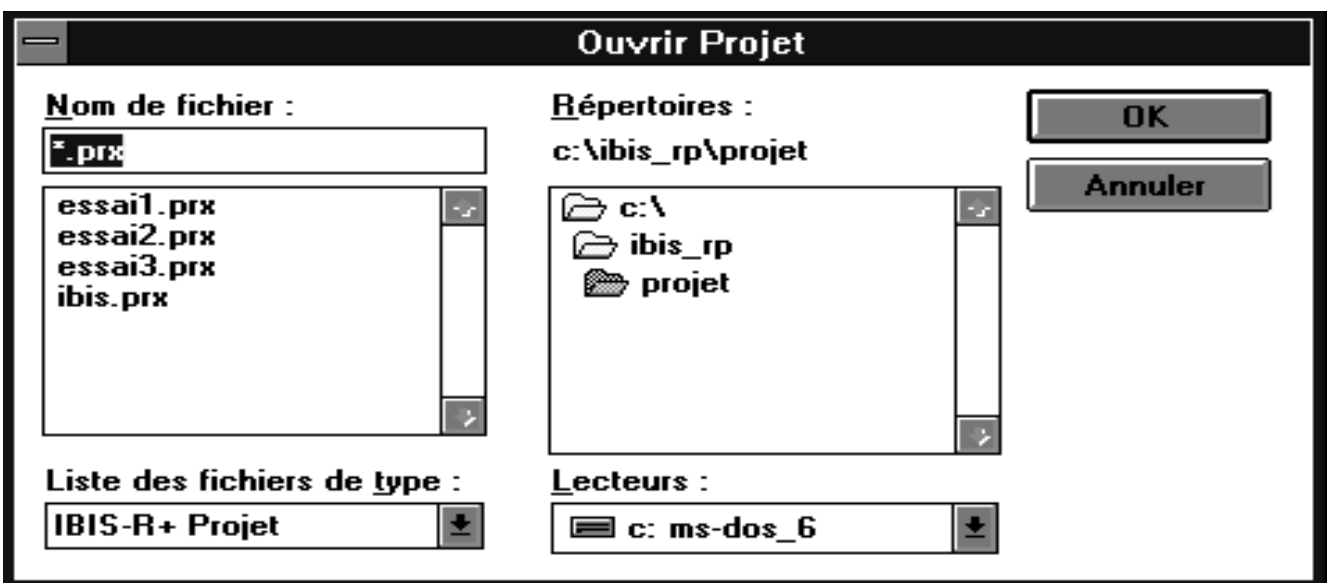 Ouvrir Projet
Nom de fichier :
*.prx
essai1.prx
essai2.prx
essai3.prx
ibis.prx
Liste des fichiers de type :
IBIS-R+ Projet
Répertoires :
c:\ibis_rp\projet
c:\
ibis_rp
projet
Lecteurs :
c: ms-dos_6
OK
Annuler